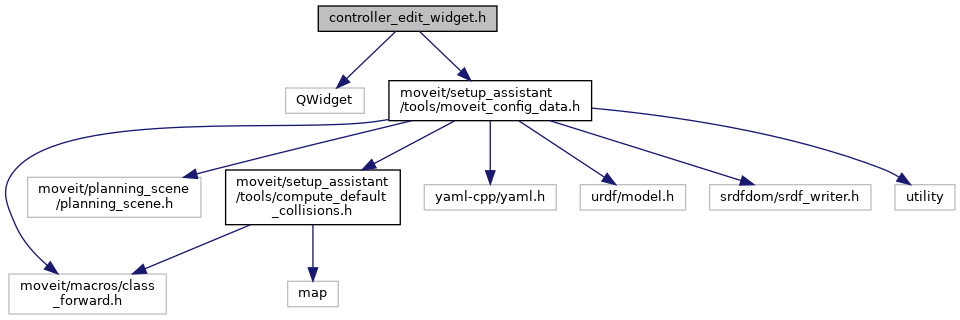 controller_edit_widget.h
QWidget
moveit/setup_assistant
/tools/moveit_config_data.h
moveit/planning_scene
/planning_scene.h
moveit/setup_assistant
/tools/compute_default
_collisions.h
yaml-cpp/yaml.h
urdf/model.h
srdfdom/srdf_writer.h
utility
moveit/macros/class
_forward.h
map